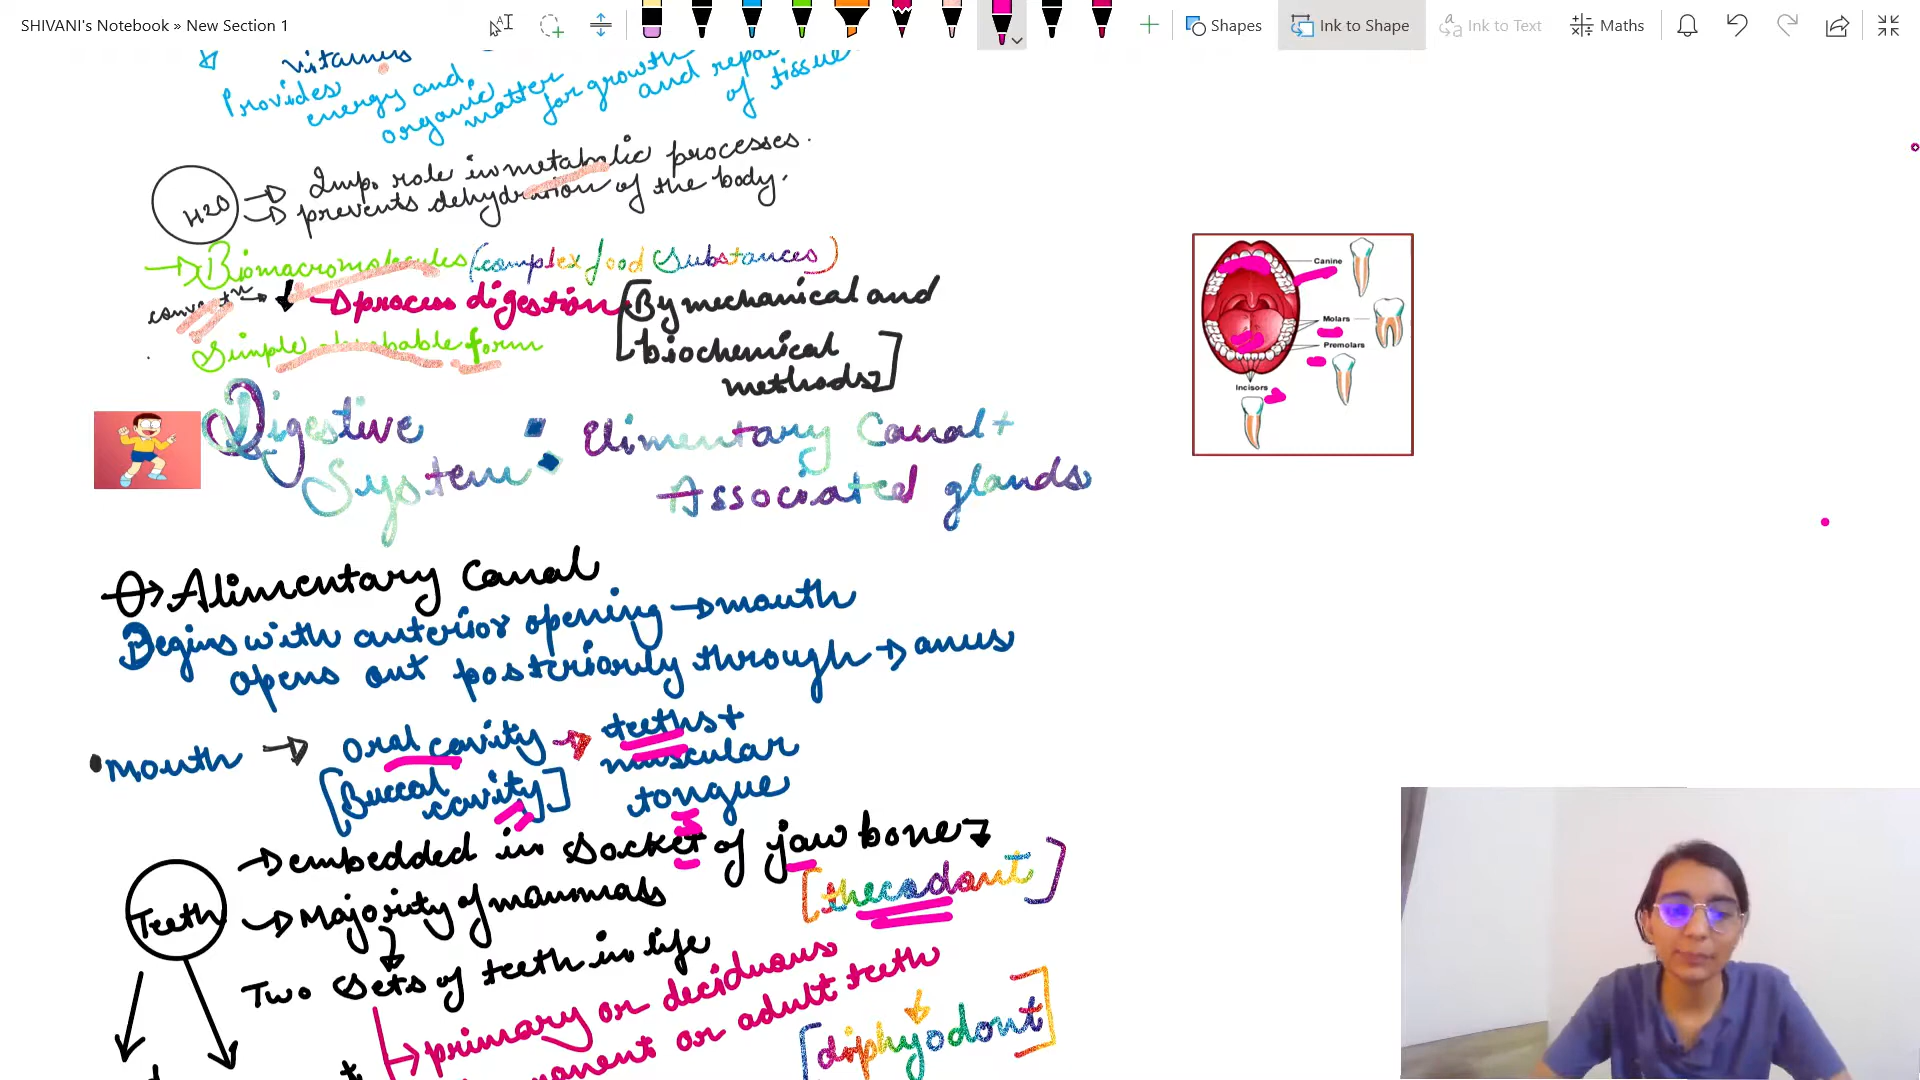 SHIVANI's Notebook » New Section 1
Shapes
Ink to Shape
Ink to Text
Maths
vitamins
Provides energy and organic matter for growth and repair of tissue
H2O
Imp. role in metabolic processes.
prevents dehydration of the body.
Biomacromolecules (complex food substances)
process digestion [By mechanical and
biochemical
methods]
Simple absorbable form
Digestive
System
Elimentary Canal +
Associated glands
Alimentary Canal
Begins with anterior opening → mouth
opens out posteriorly through → anus
• Mouth → Oral cavity → teeths +
[Buccal cavity]
muscular
tongue
Teeth
→ embedded in socket of jaw bone
[thecodont]
→ Majority of mammals
Two sets of teeth in life
→ primary or deciduous
or adult teeth
[diphyodont]
Canine
Molars
Premolars
Incisors